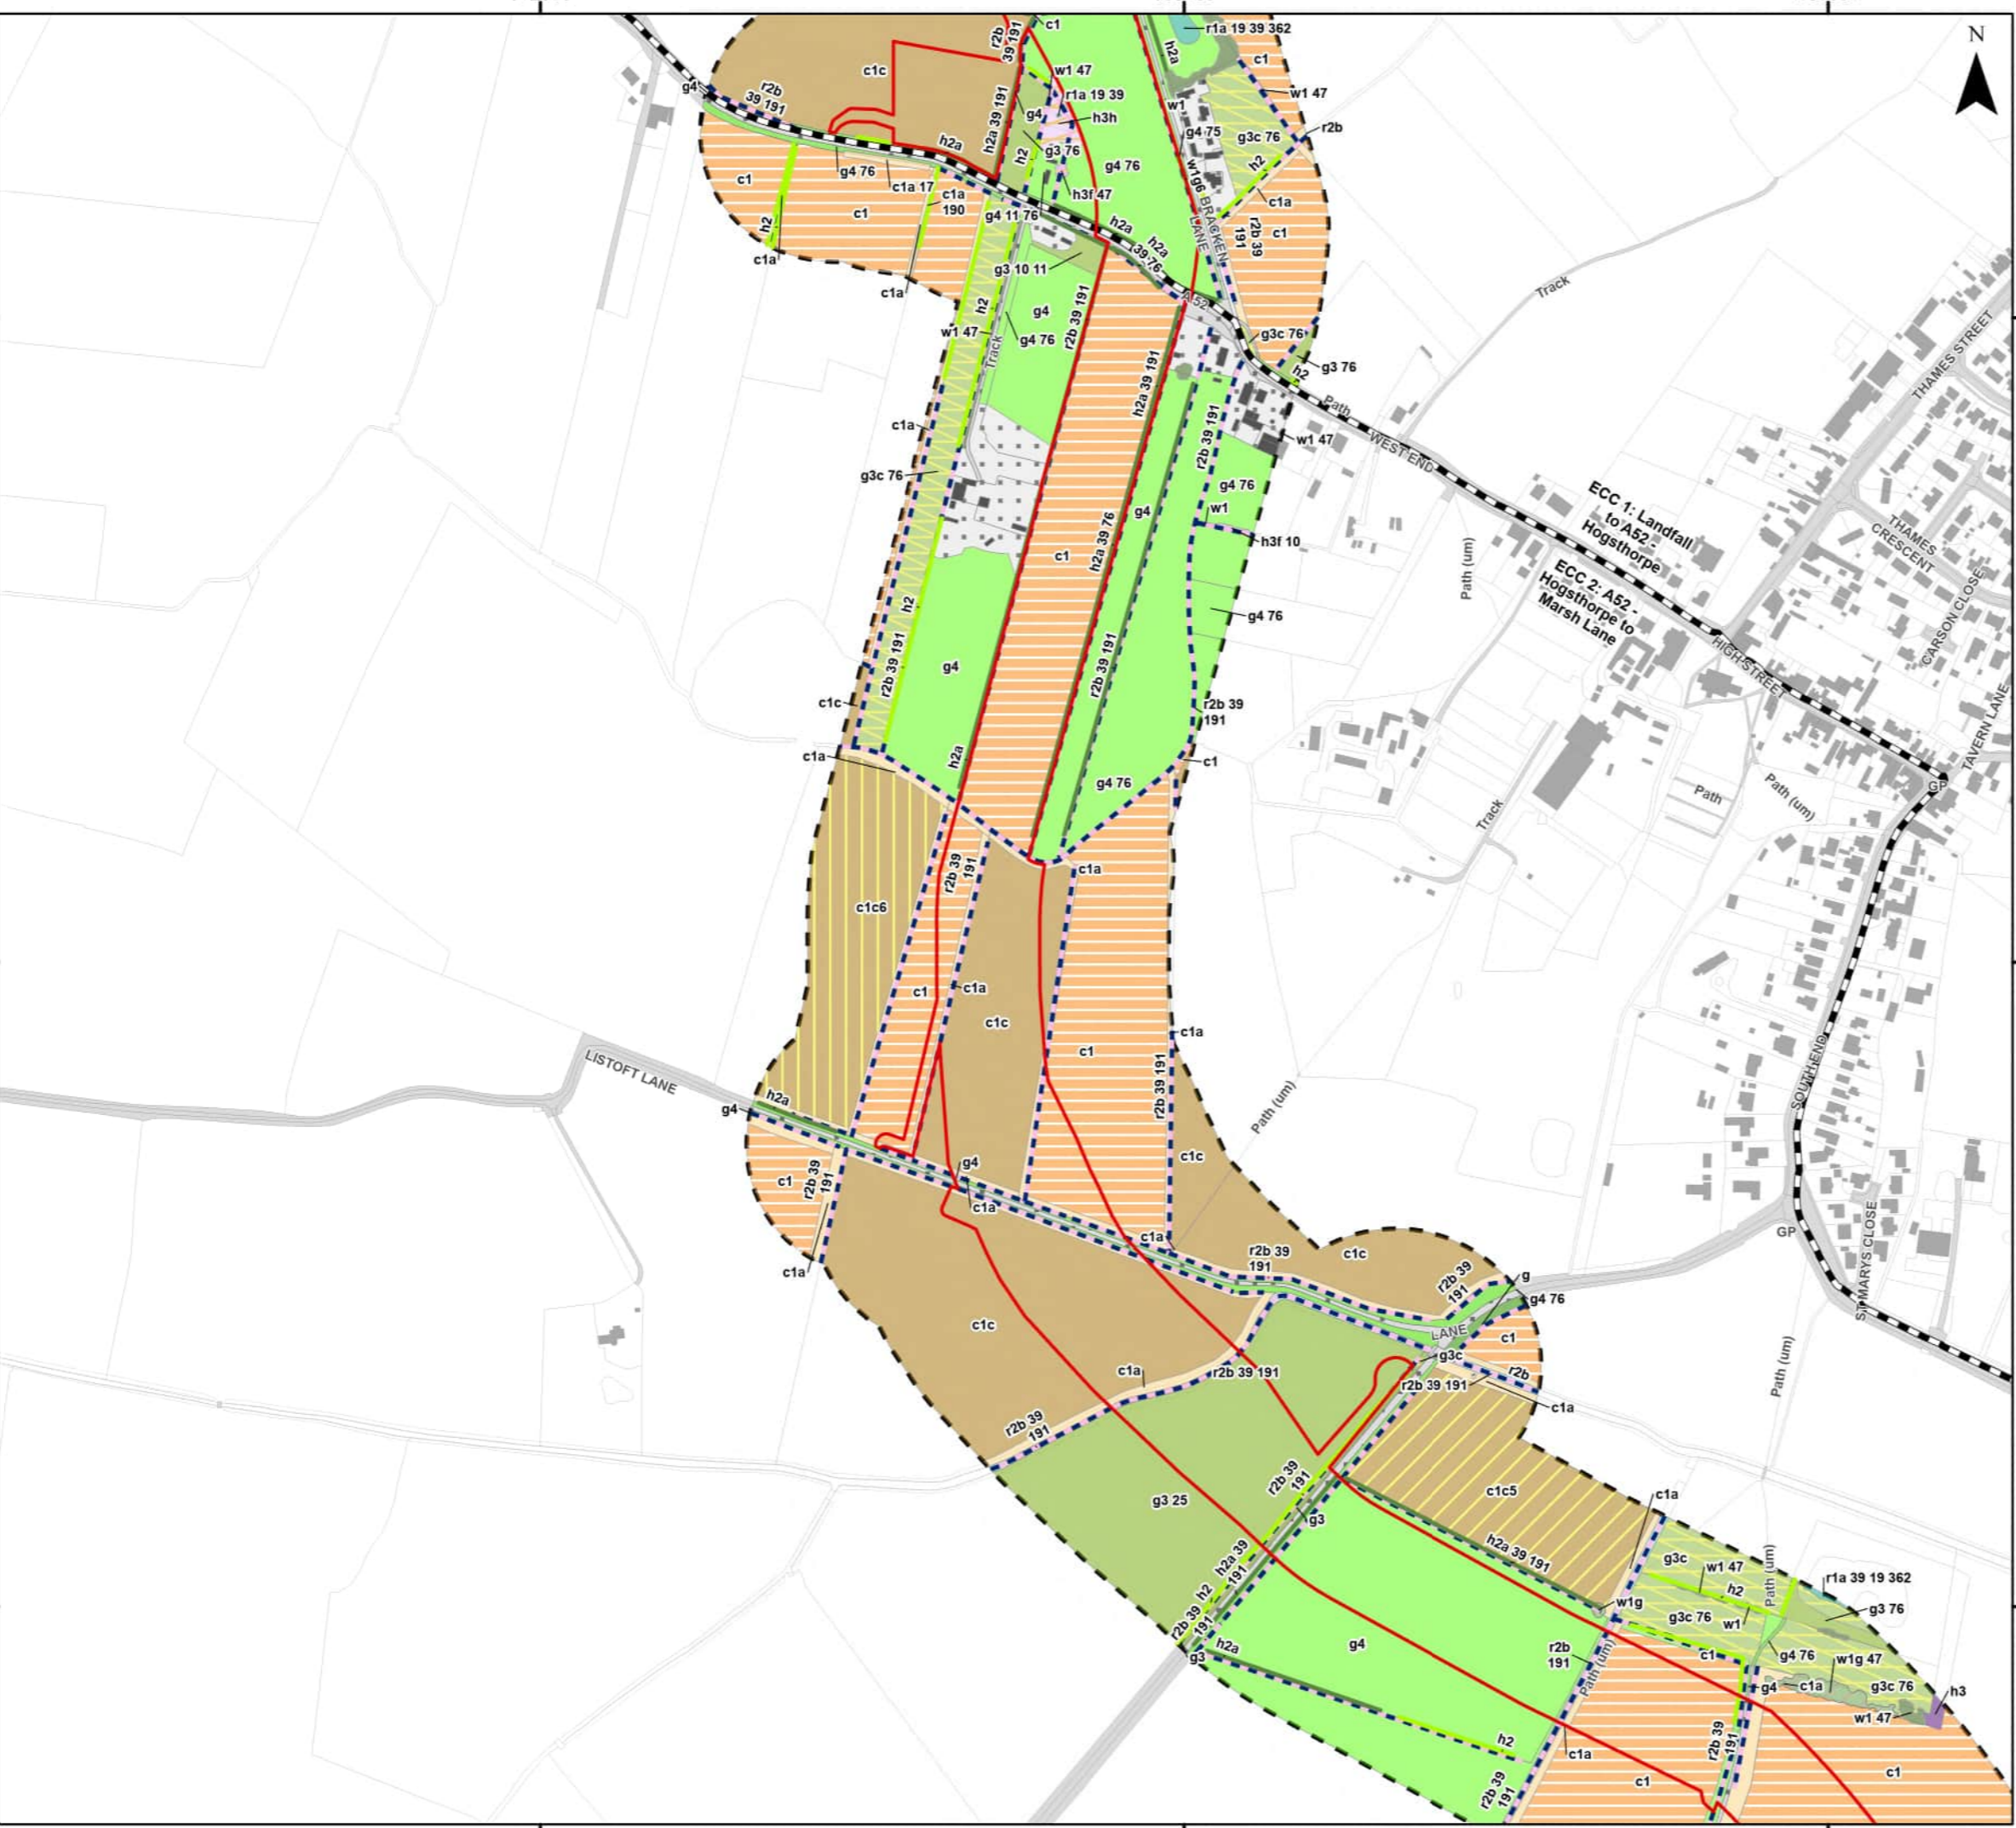 N
c1
r2b
39 191
c1c
r1a 19 39 362
h2a
c1
w1 47
w1 47
g4
r2b
39 191
r1a 19 39
h3h
g4
w1
h2a
h2a 39 191
g3 76
h2
g4 75
g3c 76
r2b
g4 76
h2
c1
g4 76
c1a 17
c1a
190
h3f 47
w1g6
c1a
c1
g4 11 76
h2a
h2a
39 76
BRACKEN
LANE
r2b 39
191
c1
h2
c1a
c1a
g3 10 11
A 52
Track
g4
r2b 39 191
h2
w1 47
g4 76
Track
g3c 76
g3 76
h2
h2a 39 191
Path
WEST END
w1 47
THAMES STREET
c1a
r2b 39 191
g3c 76
g4 76
w1
g4
h3f 10
c1
h2a 39 76
ECC 1: Landfall
to A52 -
Hogsthorpe
ECC 2: A52 -
Hogsthorpe to
Marsh Lane
THAMES
CRESCENT
CARSON CLOSE
Path (um)
h2
g4 76
g4
r2b 39 191
r2b 39 191
HIGH STREET
c1c
r2b 39
191
TAVERN LANE
c1a
h2a
c1
g4 76
GP
Path
Path (um)
Track
r2b 39
191
c1a
c1c6
c1
c1a
c1c
c1a
c1
LISTOFT LANE
r2b 39 191
Path (um)
SOUTH END
g4
h2a
g4
c1c
c1
r2b 39
191
c1a
c1a
GP
ST MARYS CLOSE
r2b 39
191
c1c
c1a
r2b 39
191
g
g4 76
c1c
LANE
c1
g3c
c1a
r2b 39 191
r2b 39 191
r2b
c1a
Path (um)
r2b 39
191
g3 25
r2b 39
191
c1c5
c1a
g3
h2a 39
191
h2
h2a 39 191
g3c
w1 47
h2
Path (um)
r1a 39 19 362
g3 76
w1g
g3c 76
w1
r2b 39
191
h2a
g3
g4
r2b
191
Path (um)
c1
g4 76
w1g 47
g4
c1a
g3c 76
h3
w1 47
h2
c1a
r2b 39
191
c1
c1
r2b 39
191